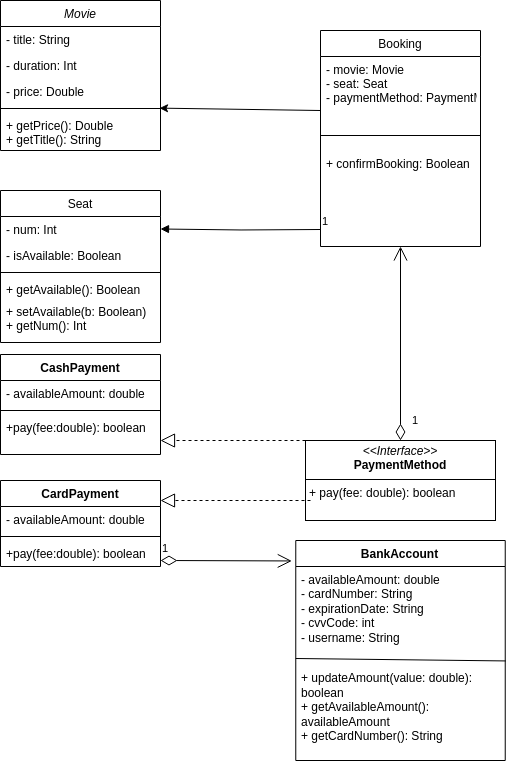 Movie
- title: String
- duration: Int
- price: Double
+ getPrice(): Double
+ getTitle(): String
Booking
- movie: Movie
- seat: Seat
- paymentMethod: Payment
+ confirmBooking: Boolean
1
Seat
- num: Int
- isAvailable: Boolean
+ getAvailable(): Boolean
+ setAvailable(b: Boolean)
+ getNum(): Int
CashPayment
- availableAmount: double
+pay(fee:double): boolean
1
<<Interface>>
PaymentMethod
+ pay(fee: double): boolean
CardPayment
- availableAmount: double
+pay(fee:double): boolean
1
BankAccount
- availableAmount: double
- cardNumber: String
- expirationDate: String
- cvvCode: int
- username: String
+ updateAmount(value: double):
boolean
+ getAvailableAmount():
availableAmount
+ getCardNumber(): String